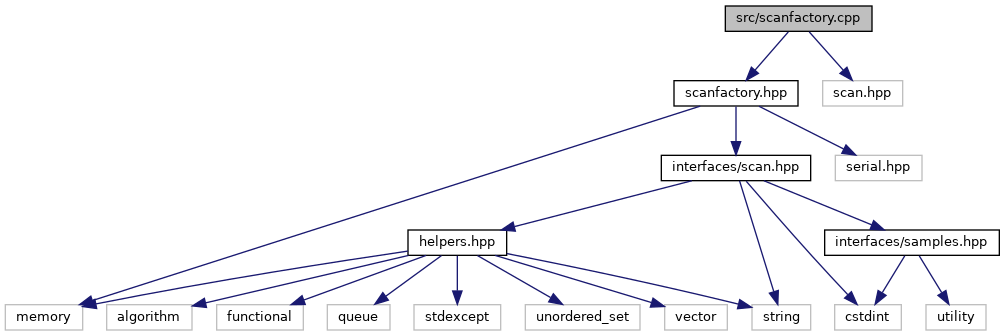 src/scanfactory.cpp
scanfactory.hpp
scan.hpp
interfaces/scan.hpp
serial.hpp
helpers.hpp
interfaces/samples.hpp
memory
algorithm
functional
queue
stdexcept
unordered_set
vector
string
cstdint
utility